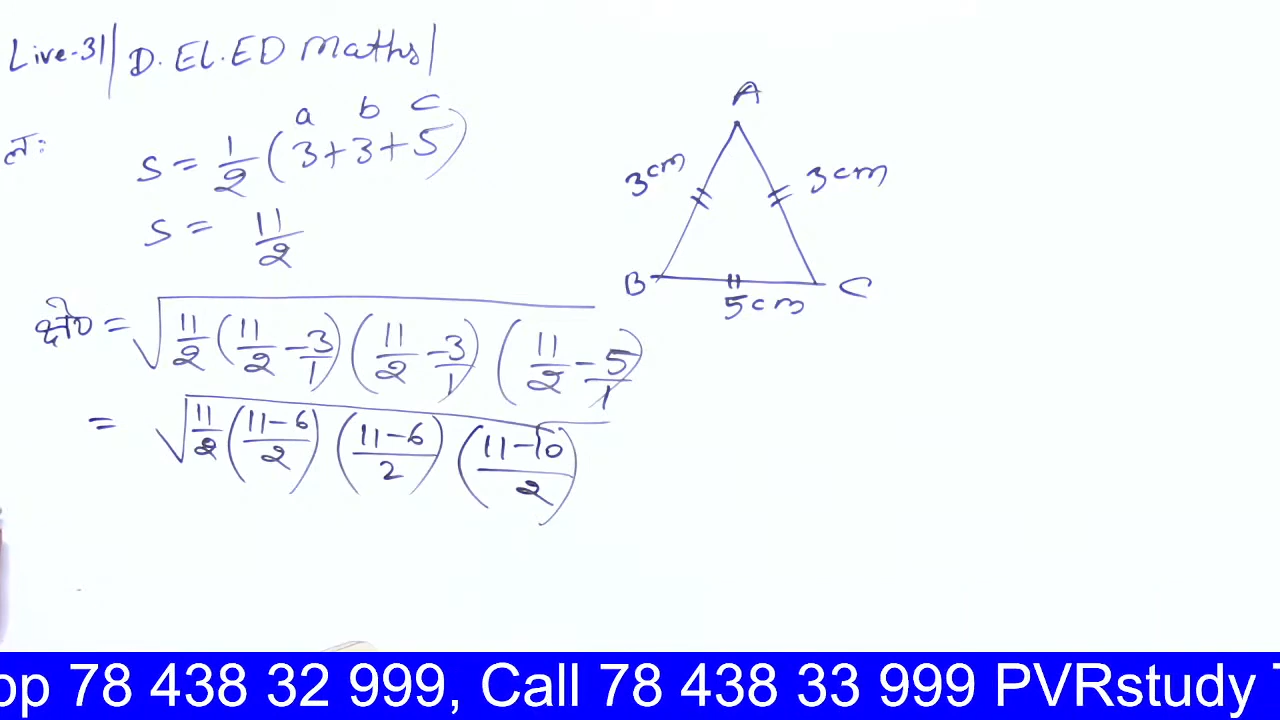 Live-31| D.EL.ED Maths|
a b c
लः
S = 1/2 (3+3+5)
S = 11/2
क्षे० = √11/2 (11/2 - 3/1) (11/2 - 3/1) (11/2 - 5/1)
= √11/2 (11-6/2) (11-6/2) (11-10/2)
A
3cm 3cm
B C
5cm
op 78 438 32 999, Call 78 438 33 999 PVRstudy